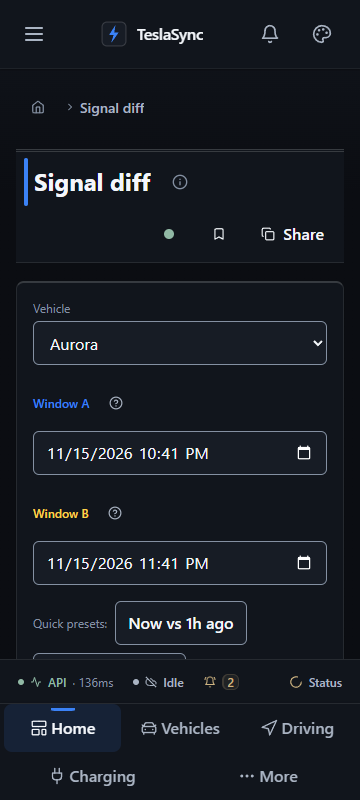 TeslaSync
Signal diff
Signal diff
Share
Vehicle
Aurora
Window A
11/15/2026 10:41 PM
Window B
11/15/2026 11:41 PM
Quick presets: Now vs 1h ago
API · 136ms Idle 2 Status
Home Vehicles Driving
Charging More